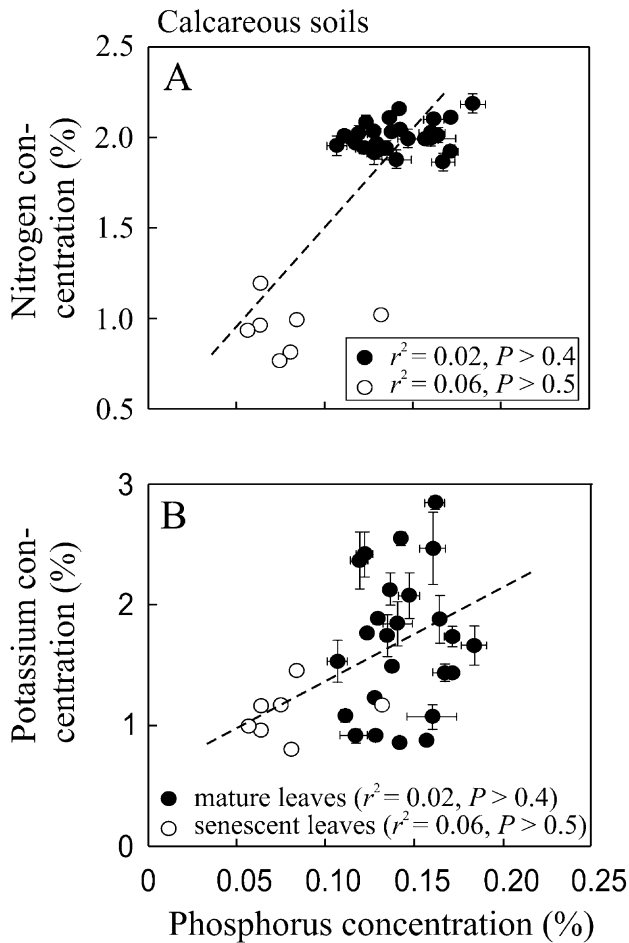 Calcareous soils
A
2.5
2.0
1.5
1.0
0.5
Nitrogen con-
centration (%)
r² = 0.02, P > 0.4
r² = 0.06, P > 0.5
B
3
2
1
0
Potassium con-
centration (%)
mature leaves (r² = 0.02, P > 0.4)
senescent leaves (r² = 0.06, P > 0.5)
0 0.05 0.10 0.15 0.20 0.25
Phosphorus concentration (%)